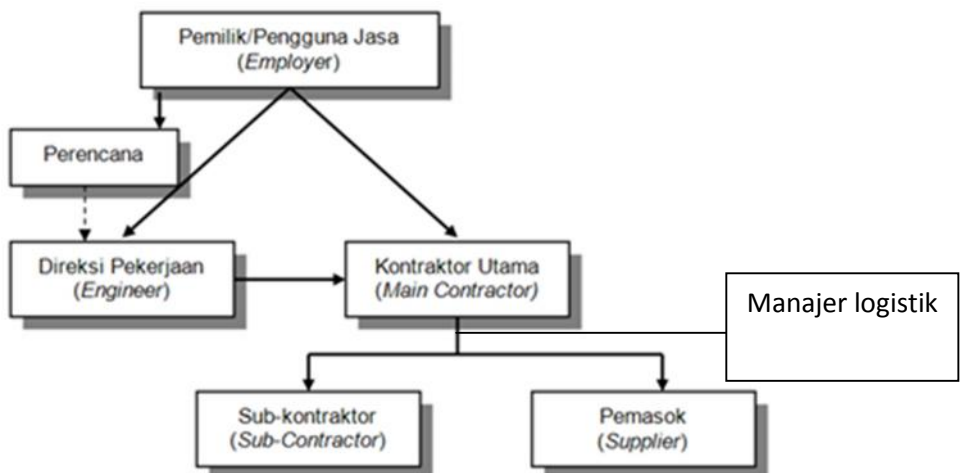 Pemilik/Pengguna Jasa
(Employer)
Perencana
Direksi Pekerjaan
(Engineer)
Kontraktor Utama
(Main Contractor)
Manajer logistik
Sub-kontraktor
(Sub-Contractor)
Pemasok
(Supplier)